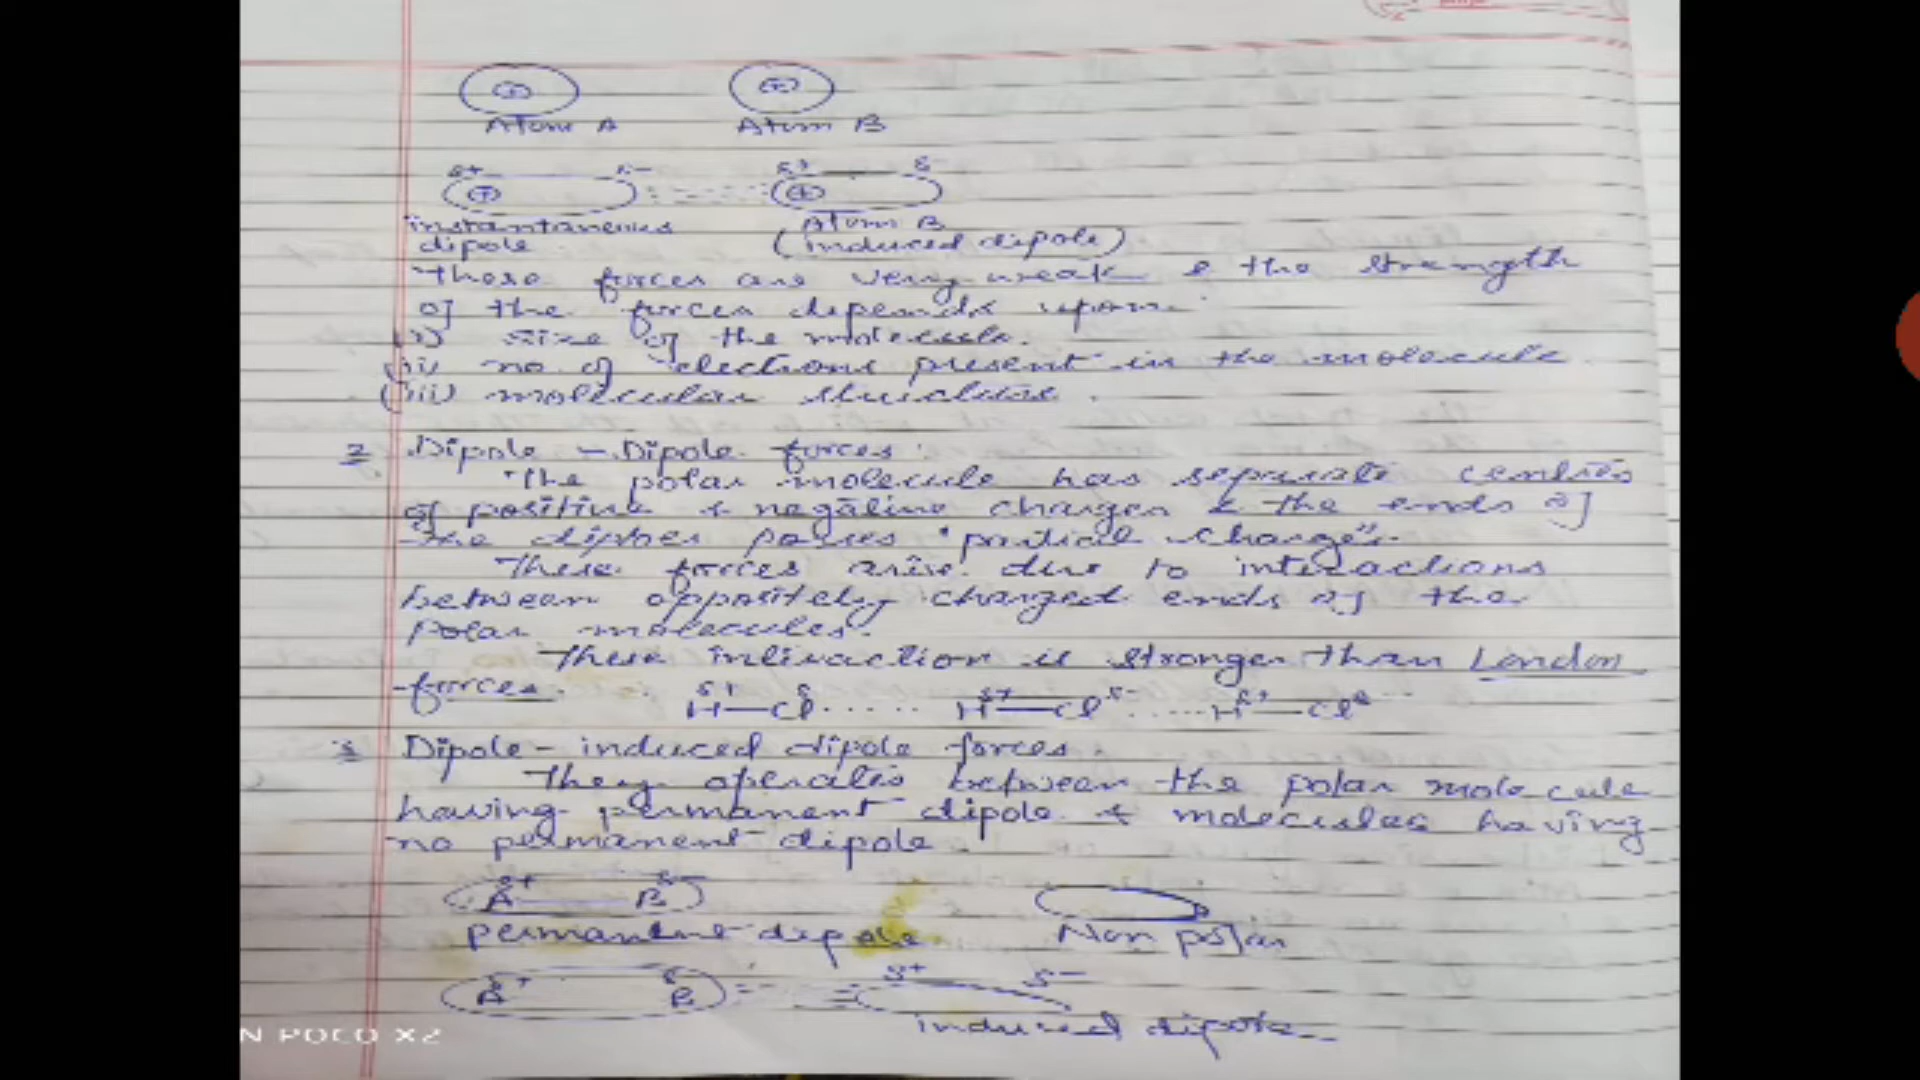 Atom A Atom B
δ+ δ- δ+ δ
instantaneous Atom B
dipole (induced dipole)
These forces are very weak & the strength
of the forces depends upon
(i) size of the molecule.
(ii) no. of electrons present in the molecule
(iii) molecular structure.
2 Dipole - Dipole forces:
The polar molecule has separate centres
of positive & negative charges & the ends of
the dipoles posses "partial charge".
These forces arise due to interactions
between oppositely charged ends of the
polar molecules.
These interaction is stronger than London
forces. δ+ H—Cl δ ...... H δ+—Cl δ- ..... H δ+—Cl δ
3 Dipole - induced dipole forces.
They operates between the polar molecule
having permanent dipole & molecules having
no permanent dipole.
δ+ A B δ-
permanent dipole Non polar
A δ+ B δ δ+ δ-
induced dipole
N POCO X2